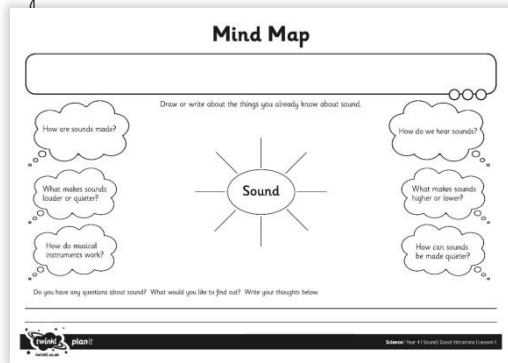 Mind Map
Draw or write about the things you already know about sound.
How are sounds made?
How do we hear sounds?
What makes sounds
louder or quieter?
Sound
What makes sounds
higher or lower?
How do musical
instruments work?
How can sounds
be made quieter?
Do you have any questions about sound? What would you like to find out? Write your thoughts below.
twinkl planit
twinkl.co.uk
Science | Year 4 | Sound| Good Vibrations | Lesson 1